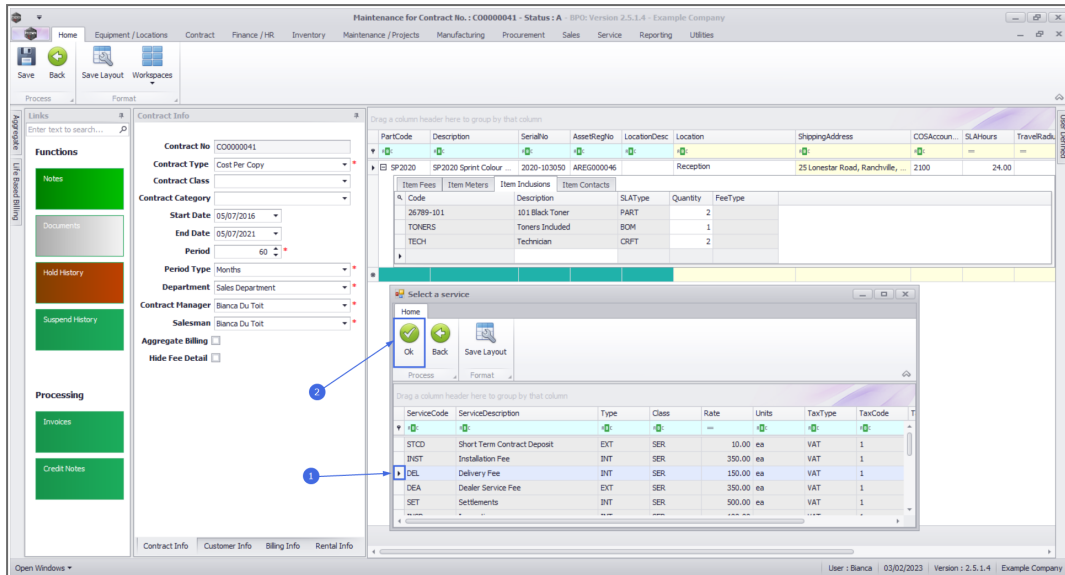 Maintenance for Contract No. : CO0000041 - Status : A - BPO: Version 2.5.1.4 - Example Company
Home Equipment / Locations Contract Finance / HR Inventory Maintenance / Projects Manufacturing Procurement Sales Service Reporting Utilities
Save Back Save Layout Workspaces
Process Format
Aggregate
Life Based Billing
Links
Enter text to search...
Functions
Notes
Documents
Hold History
Suspend History
Processing
Invoices
Credit Notes
Contract Info
Contract No CO0000041
Contract Type Cost Per Copy *
Contract Class
Contract Category
Start Date 05/07/2016
End Date 05/07/2021
Period 60 *
Period Type Months *
Department Sales Department *
Contract Manager Bianca Du Toit *
Salesman Bianca Du Toit *
Aggregate Billing
Hide Fee Detail
Contract Info Customer Info Billing Info Rental Info
Drag a column header here to group by that column
PartCode Description SerialNo AssetRegNo LocationDesc Location ShippingAddress COSAccoun... SLAHours TravelRadiu
SP2020 SP2020 Sprint Colour ... 2020-103050 AREG000046 Reception 25 Lonestar Road, Ranchville, ... 2100 24.00
Item Fees Item Meters Item Inclusions Item Contacts
Code Description SLAType Quantity FeeType
26789-101 101 Black Toner PART 2
TONERS Toners Included BOM 1
TECH Technician CRFT 2
User Defined
Select a service
Home
Ok Back Save Layout
Process Format
2
1
Drag a column header here to group by that column
ServiceCode ServiceDescription Type Class Rate Units TaxType TaxCode T
STCD Short Term Contract Deposit EXT SER 10.00 ea VAT 1
INST Installation Fee INT SER 350.00 ea VAT 1
DEL Delivery Fee INT SER 150.00 ea VAT 1
DEA Dealer Service Fee EXT SER 350.00 ea VAT 1
SET Settlements INT SER 500.00 ea VAT 1
Open Windows User : Bianca 03/02/2023 Version : 2.5.1.4 Example Company